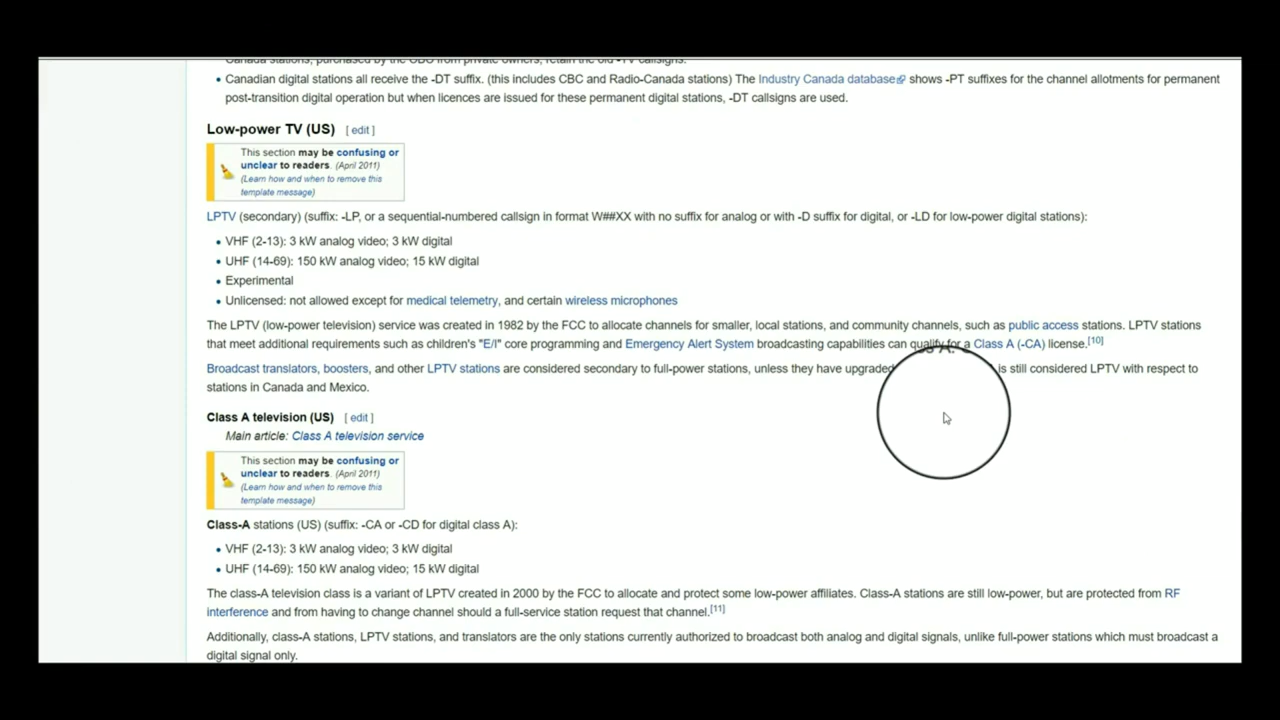 Canada stations, purchased by the CBC from private owners, retain the old -TV callsigns.
• Canadian digital stations all receive the -DT suffix. (this includes CBC and Radio-Canada stations) The Industry Canada database shows -PT suffixes for the channel allotments for permanent
post-transition digital operation but when licences are issued for these permanent digital stations, -DT callsigns are used.
Low-power TV (US) [ edit ]
This section may be confusing or
unclear to readers. (April 2011)
(Learn how and when to remove this
template message)
LPTV (secondary) (suffix: -LP, or a sequential-numbered callsign in format W##XX with no suffix for analog or with -D suffix for digital, or -LD for low-power digital stations):
• VHF (2-13): 3 kW analog video; 3 kW digital
• UHF (14-69): 150 kW analog video; 15 kW digital
• Experimental
• Unlicensed: not allowed except for medical telemetry, and certain wireless microphones
The LPTV (low-power television) service was created in 1982 by the FCC to allocate channels for smaller, local stations, and community channels, such as public access stations. LPTV stations
that meet additional requirements such as children's "E/I" core programming and Emergency Alert System broadcasting capabilities can qualify for a Class A (-CA) license.[10]
Broadcast translators, boosters, and other LPTV stations are considered secondary to full-power stations, unless they have upgraded is still considered LPTV with respect to
stations in Canada and Mexico.
Class A television (US) [ edit ]
Main article: Class A television service
This section may be confusing or
unclear to readers. (April 2011)
(Learn how and when to remove this
template message)
Class-A stations (US) (suffix: -CA or -CD for digital class A):
• VHF (2-13): 3 kW analog video; 3 kW digital
• UHF (14-69): 150 kW analog video; 15 kW digital
The class-A television class is a variant of LPTV created in 2000 by the FCC to allocate and protect some low-power affiliates. Class-A stations are still low-power, but are protected from RF
interference and from having to change channel should a full-service station request that channel.[11]
Additionally, class-A stations, LPTV stations, and translators are the only stations currently authorized to broadcast both analog and digital signals, unlike full-power stations which must broadcast a
digital signal only.